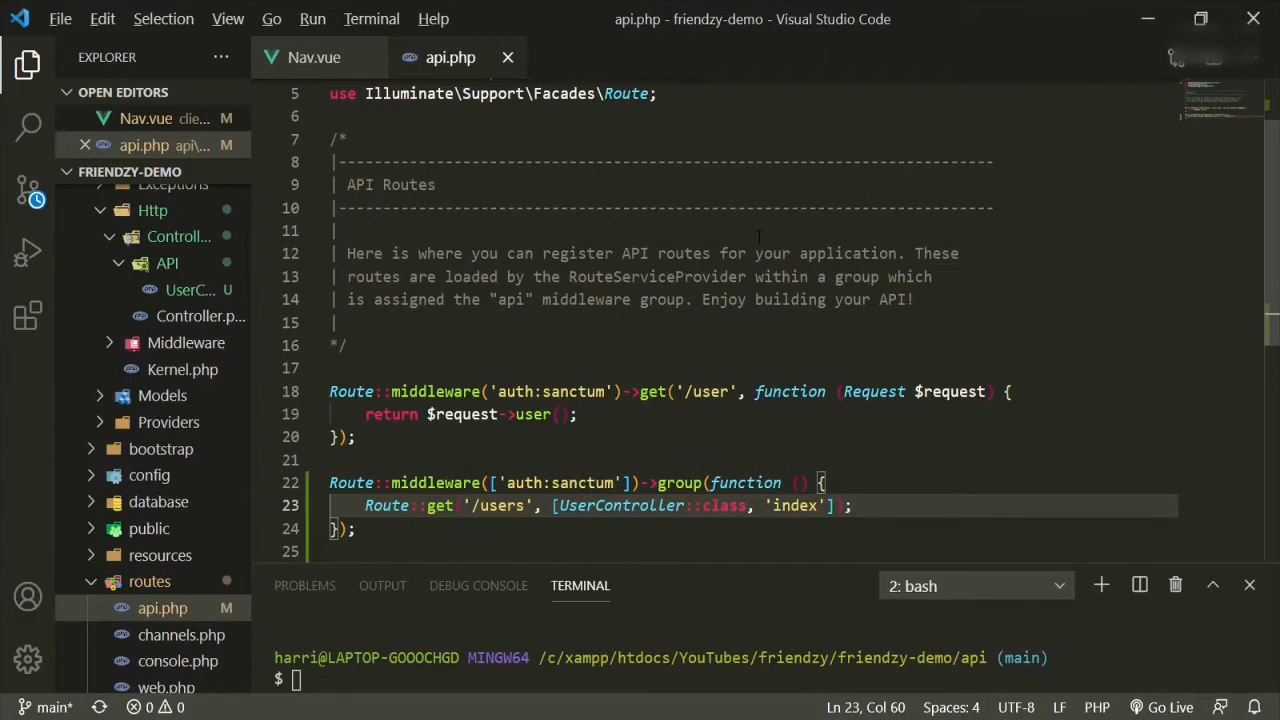 File Edit Selection View Go Run Terminal Help
api.php - friendzy-demo - Visual Studio Code
EXPLORER ···
OPEN EDITORS
Nav.vue clie... M
api.php api\... M
FRIENDZY-DEMO
Exceptions
Http
Controll...
API
UserC... U
Controller.p...
Middleware
Kernel.php
Models
Providers
bootstrap
config
database
public
resources
routes
api.php M
channels.php
console.php
web.php
Nav.vue
api.php
5 use Illuminate\Support\Facades\Route;
6
7 /*
8 |--------------------------------------------------------------------------
9 | API Routes
10 |--------------------------------------------------------------------------
11 |
12 | Here is where you can register API routes for your application. These
13 | routes are loaded by the RouteServiceProvider within a group which
14 | is assigned the "api" middleware group. Enjoy building your API!
15 |
16 */
17
18 Route::middleware('auth:sanctum')->get('/user', function (Request $request) {
19     return $request->user();
20 });
21
22 Route::middleware(['auth:sanctum'])->group(function () {
23     Route::get('/users', [UserController::class, 'index']);
24 });
25
PROBLEMS OUTPUT DEBUG CONSOLE TERMINAL
2: bash
harri@LAPTOP-GOOOCHGD MINGW64 /c/xampp/htdocs/YouTubes/friendzy/friendzy-demo/api (main)
$
main* 0 0 Ln 23, Col 60 Spaces: 4 UTF-8 LF PHP Go Live